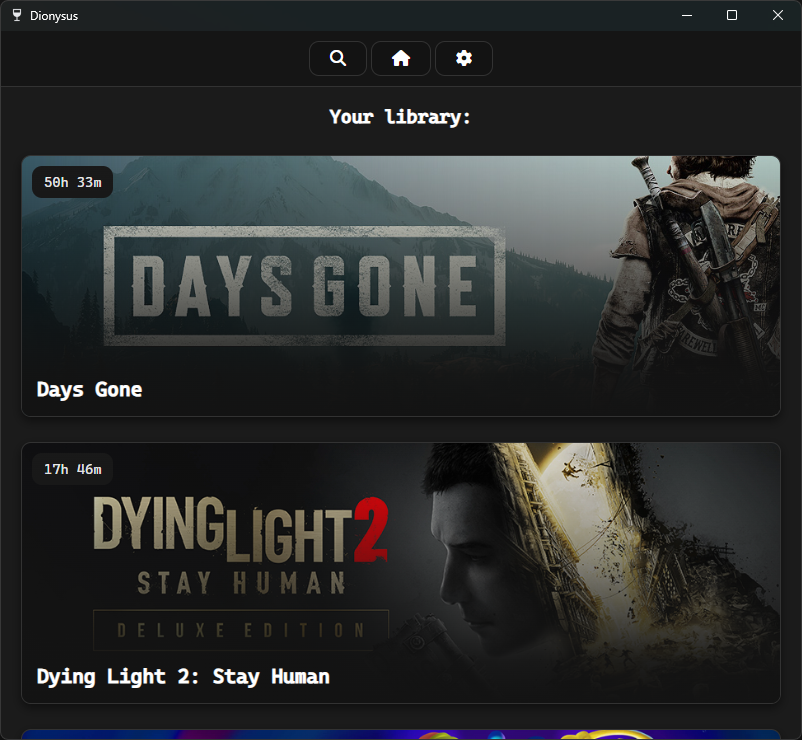 Dionysus
Your library:
50h 33m
DAYS GONE
Days Gone
17h 46m
DYING LIGHT 2
STAY HUMAN
DELUXE EDITION
Dying Light 2: Stay Human